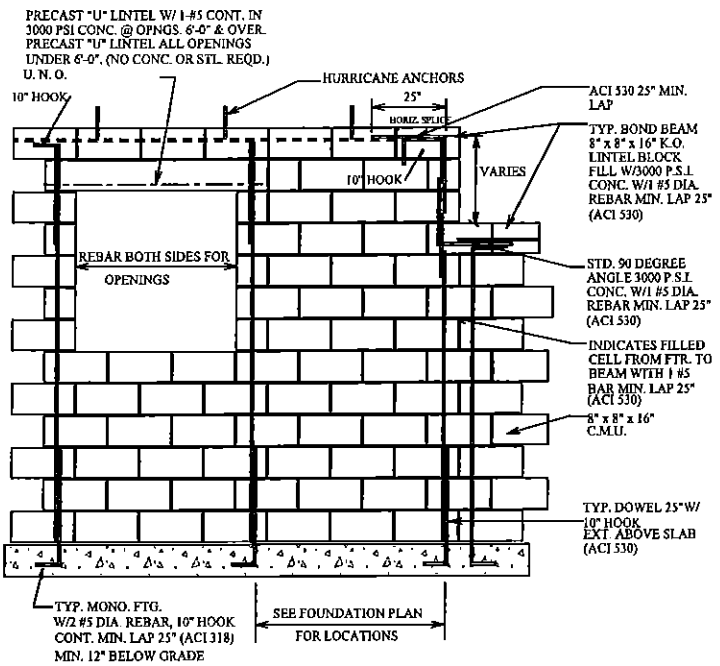 PRECAST "U" LINTEL W/ 1-#5 CONT. IN
3000 PSI CONC. @ OPNGS. 6'-0" & OVER.
PRECAST "U" LINTEL ALL OPENINGS
UNDER 6'-0". (NO CONC. OR STL. REQD.)
U. N. O.
10" HOOK
HURRICANE ANCHORS
25"
HORIZ. SPLICE
10" HOOK
ACI 530 25" MIN.
LAP
TYP. BOND BEAM
8" x 8" x 16" K.O.
LINTEL BLOCK
FILL W/3000 P.S.I.
CONC. W/1 #5 DIA.
REBAR MIN. LAP 25"
(ACI 530)
VARIES
REBAR BOTH SIDES FOR
OPENINGS
STD. 90 DEGREE
ANGLE 3000 P.S.I.
CONC. W/1 #5 DIA.
REBAR MIN. LAP 25"
(ACI 530)
INDICATES FILLED
CELL FROM FTR. TO
BEAM WITH 1 #5
BAR MIN. LAP 25"
(ACI 530)
8" x 8" x 16"
C.M.U.
TYP. DOWEL 25"W/
10" HOOK
EXT. ABOVE SLAB
(ACI 530)
TYP. MONO. FTG.
W/2 #5 DIA. REBAR, 10" HOOK
CONT. MIN. LAP 25" (ACI 318)
MIN. 12" BELOW GRADE
SEE FOUNDATION PLAN
FOR LOCATIONS